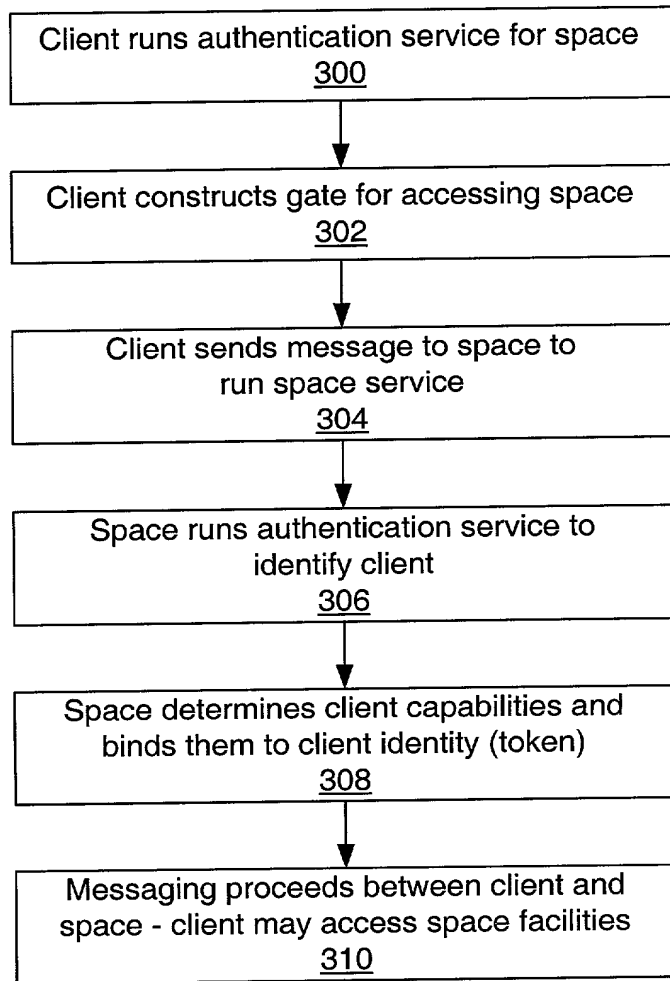 Client runs authentication service for space
300
Client constructs gate for accessing space
302
Client sends message to space to
run space service
304
Space runs authentication service to
identify client
306
Space determines client capabilities and
binds them to client identity (token)
308
Messaging proceeds between client and
space - client may access space facilities
310